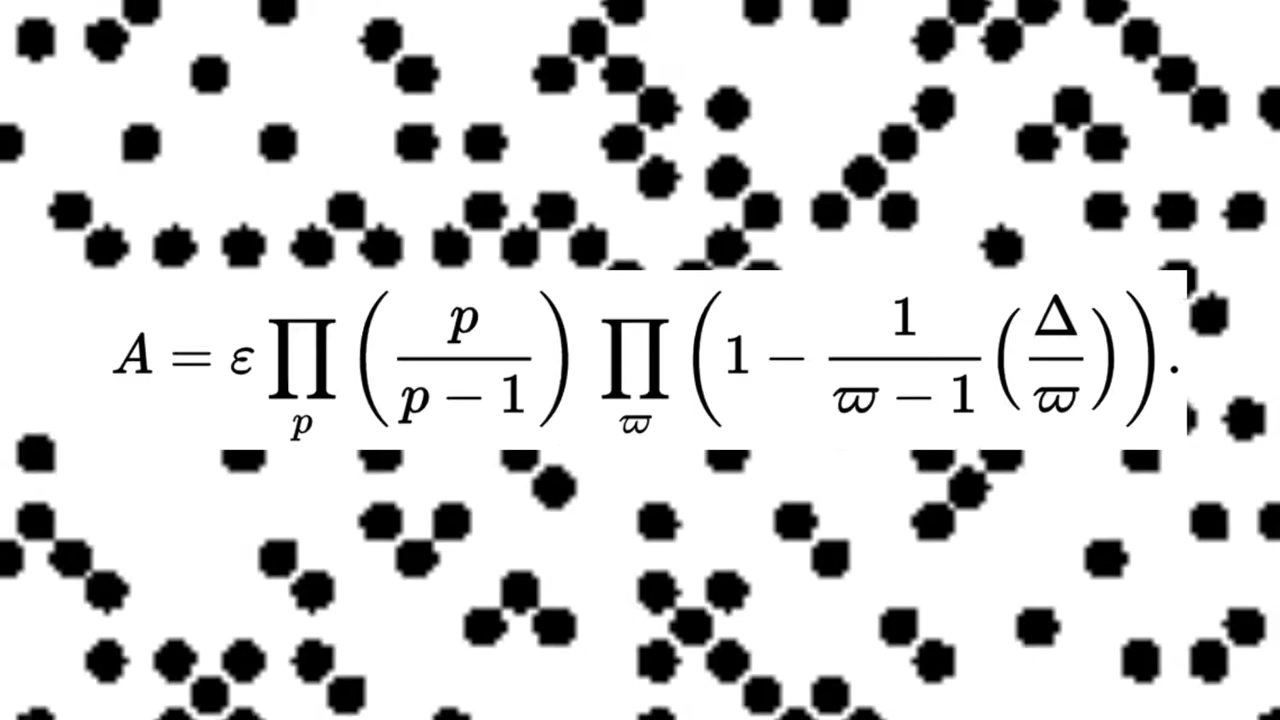 A = ε ∏_p (p/(p − 1)) ∏_ϖ (1 − 1/(ϖ − 1) (Δ/ϖ)).